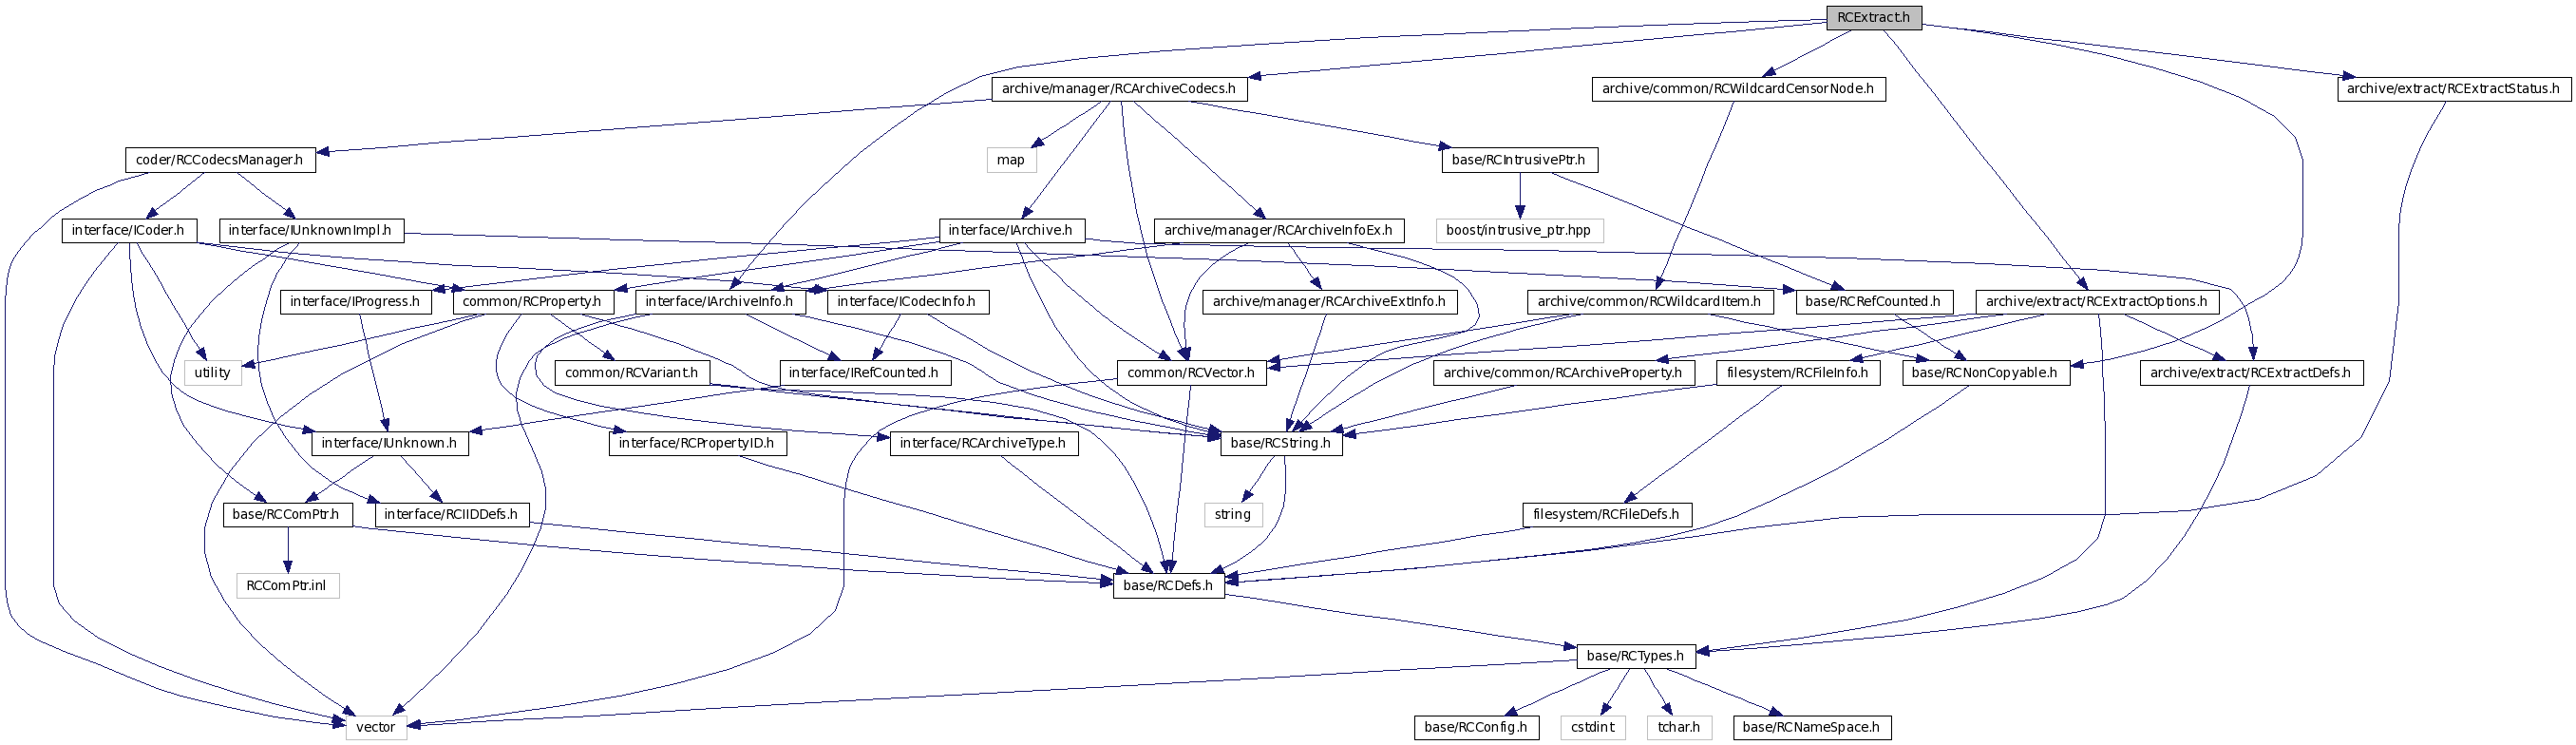 RCExtract.h
archive/manager/RCArchiveCodecs.h
archive/common/RCWildcardCensorNode.h
archive/extract/RCExtractStatus.h
coder/RCCodecsManager.h
map
base/RCIntrusivePtr.h
interface/ICoder.h
interface/IUnknownImpl.h
interface/IArchive.h
archive/manager/RCArchiveInfoEx.h
boost/intrusive_ptr.hpp
interface/IProgress.h
common/RCProperty.h
interface/IArchiveInfo.h
interface/ICodecInfo.h
archive/manager/RCArchiveExtInfo.h
archive/common/RCWildcardItem.h
base/RCRefCounted.h
archive/extract/RCExtractOptions.h
utility
common/RCVariant.h
interface/IRefCounted.h
common/RCVector.h
archive/common/RCArchiveProperty.h
filesystem/RCFileInfo.h
base/RCNonCopyable.h
archive/extract/RCExtractDefs.h
interface/IUnknown.h
interface/RCPropertyID.h
interface/RCArchiveType.h
base/RCString.h
base/RCComPtr.h
interface/RCIIDDefs.h
string
filesystem/RCFileDefs.h
RCComPtr.inl
base/RCDefs.h
base/RCTypes.h
vector
base/RCConfig.h
cstdint
tchar.h
base/RCNameSpace.h